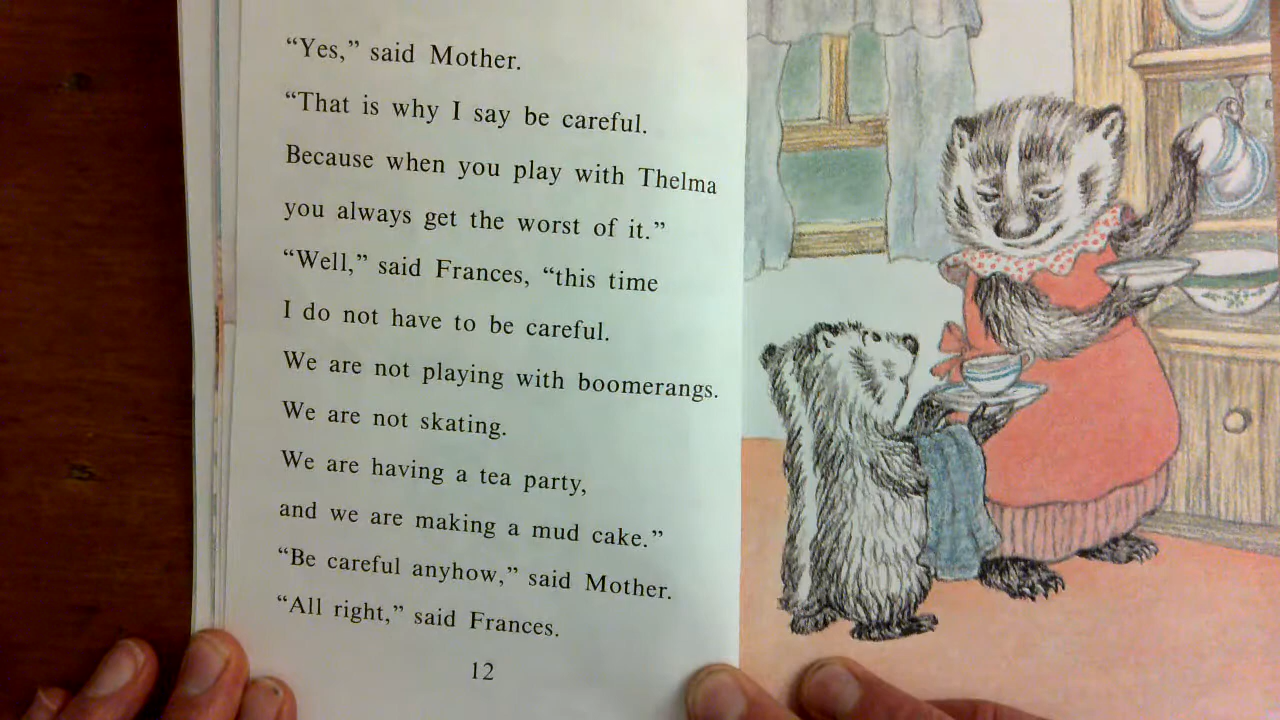 “Yes,” said Mother.
“That is why I say be careful.
Because when you play with Thelma
you always get the worst of it.”
“Well,” said Frances, “this time
I do not have to be careful.
We are not playing with boomerangs.
We are not skating.
We are having a tea party,
and we are making a mud cake.”
“Be careful anyhow,” said Mother.
“All right,” said Frances.
12